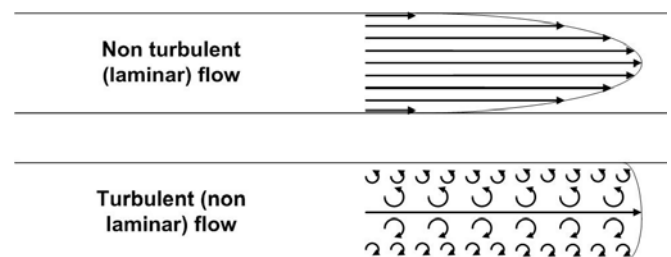 Non turbulent
(laminar) flow
Turbulent (non
laminar) flow